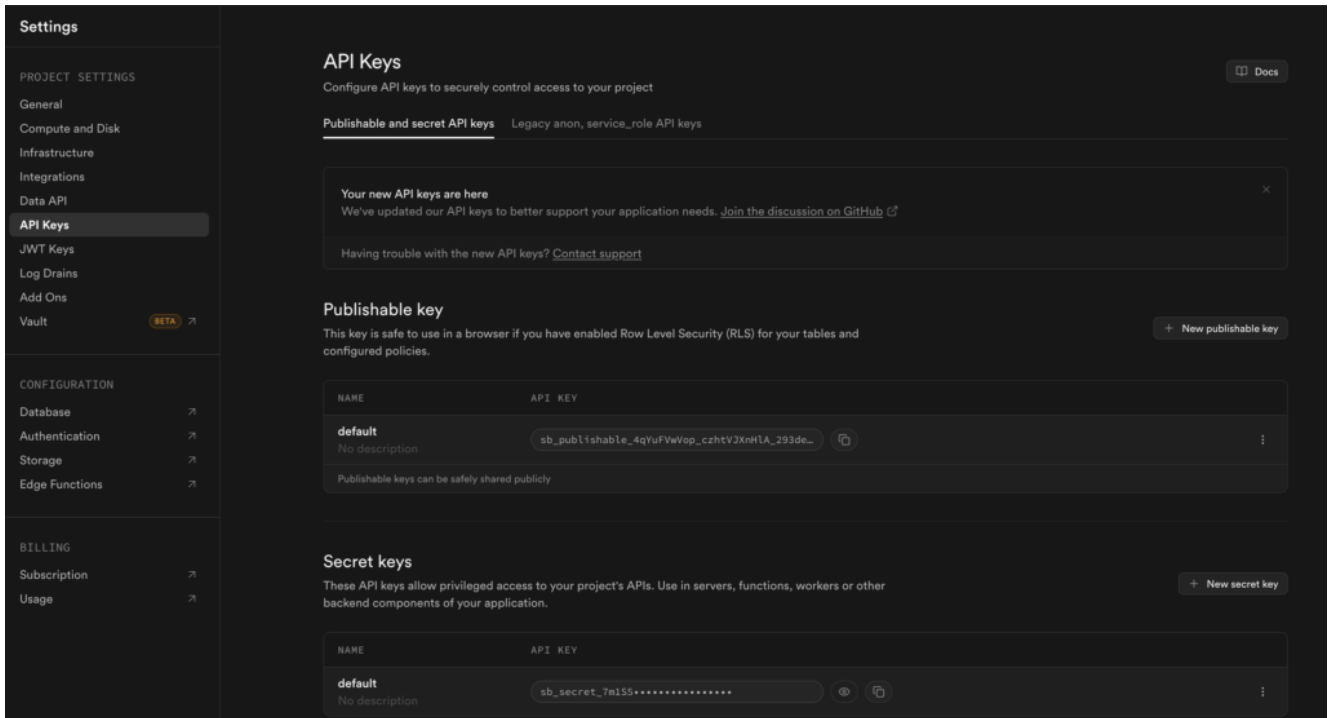 Settings
PROJECT SETTINGS
General
Compute and Disk
Infrastructure
Integrations
Data API
API Keys
JWT Keys
Log Drains
Add Ons
Vault BETA
CONFIGURATION
Database
Authentication
Storage
Edge Functions
BILLING
Subscription
Usage
API Keys
Configure API keys to securely control access to your project
Docs
Publishable and secret API keys Legacy anon, service_role API keys
Your new API keys are here
We've updated our API keys to better support your application needs. Join the discussion on GitHub
Having trouble with the new API keys? Contact support
Publishable key
This key is safe to use in a browser if you have enabled Row Level Security (RLS) for your tables and
configured policies.
+ New publishable key
NAME API KEY
default sb_publishable_4qYuFVwVop_czhtVJXnHlA_293de…
No description
Publishable keys can be safely shared publicly
Secret keys
These API keys allow privileged access to your project's APIs. Use in servers, functions, workers or other
backend components of your application.
+ New secret key
NAME API KEY
default sb_secret_7m1S5••••••••••••••••
No description